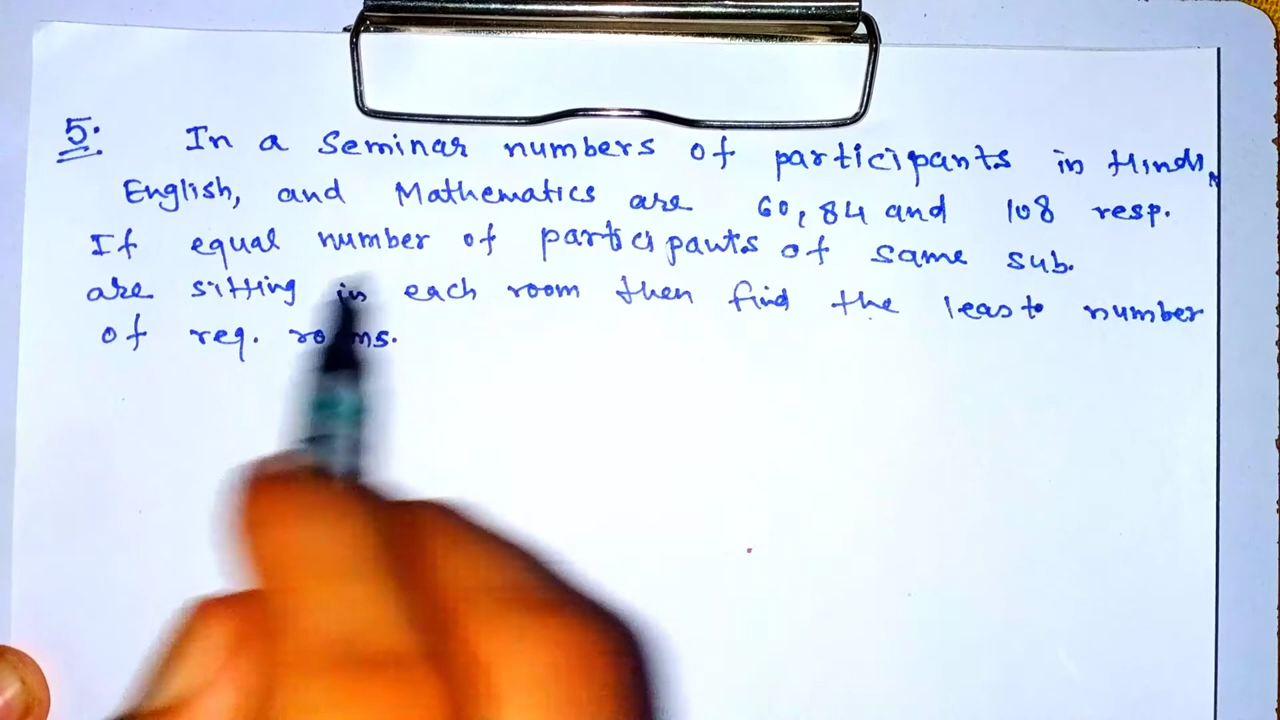 5. In a Seminar numbers of participants in Hindi,
English, and Mathematics are 60, 84 and 108 resp.
If equal number of participants of same sub.
are sitting in each room then find the least number
of req. rooms.